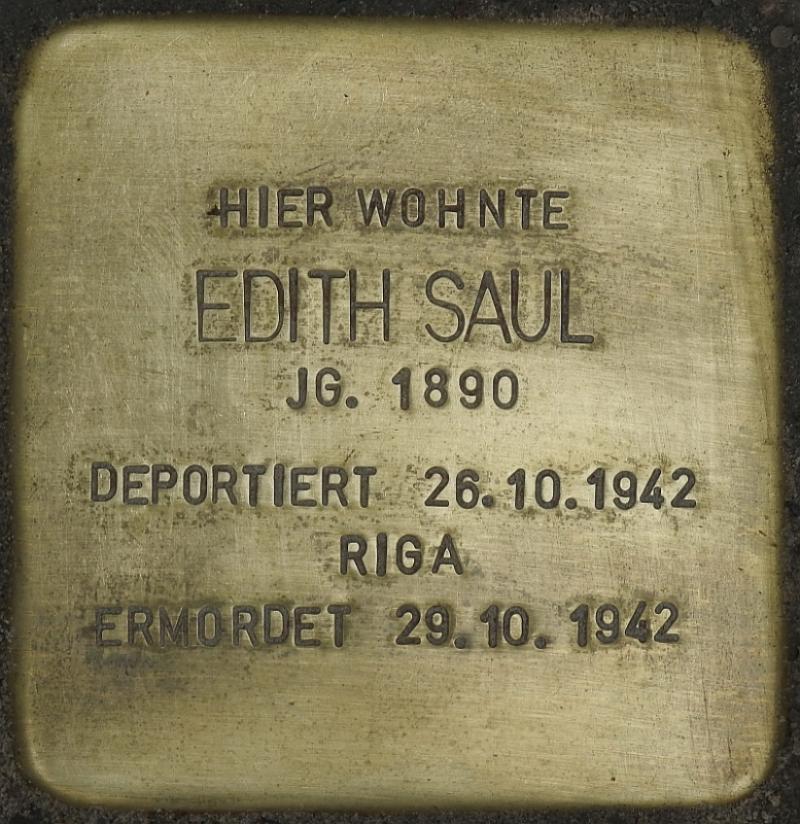 HIER WOHNTE
EDITH SAUL
JG. 1890
DEPORTIERT 26.10.1942
RIGA
ERMORDET 29.10.1942